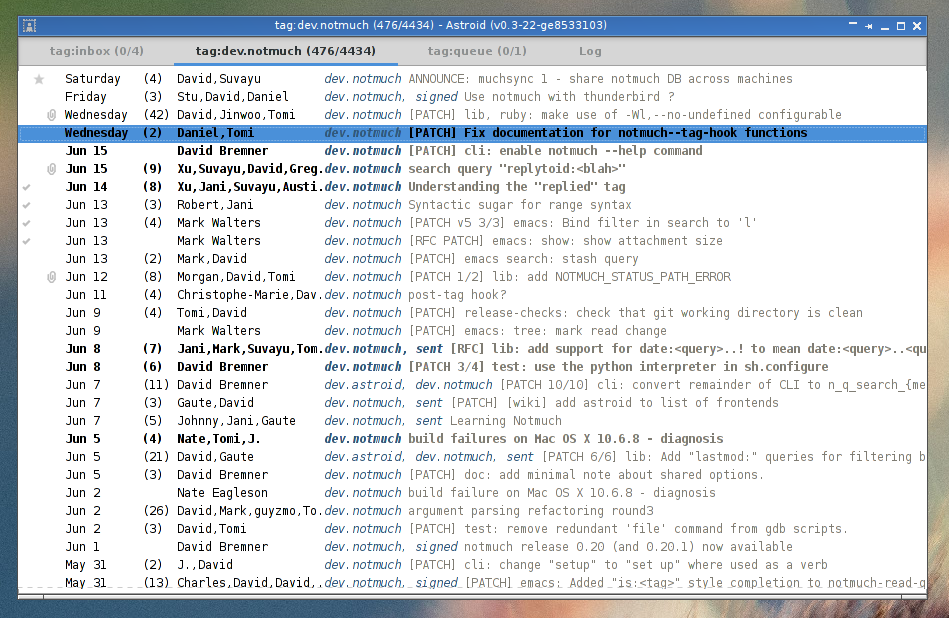 tag:dev.notmuch (476/4434) - Astroid (v0.3-22-ge8533103)
tag:inbox (0/4) tag:dev.notmuch (476/4434) tag:queue (0/1) Log
Saturday (4) David,Suvayu dev.notmuch ANNOUNCE: muchsync 1 - share notmuch DB across machines
Friday (3) Stu,David,Daniel dev.notmuch, signed Use notmuch with thunderbird ?
Wednesday (42) David,Jinwoo,Tomi dev.notmuch [PATCH] lib, ruby: make use of -Wl,--no-undefined configurable
Wednesday (2) Daniel,Tomi dev.notmuch [PATCH] Fix documentation for notmuch--tag-hook functions
Jun 15 David Bremner dev.notmuch [PATCH] cli: enable notmuch --help command
Jun 15 (9) Xu,Suvayu,David,Greg. dev.notmuch search query "replytoid:<blah>"
Jun 14 (8) Xu,Jani,Suvayu,Austi. dev.notmuch Understanding the "replied" tag
Jun 13 (3) Robert,Jani dev.notmuch Syntactic sugar for range syntax
Jun 13 (4) Mark Walters dev.notmuch [PATCH v5 3/3] emacs: Bind filter in search to 'l'
Jun 13 Mark Walters dev.notmuch [RFC PATCH] emacs: show: show attachment size
Jun 13 (2) Mark,David dev.notmuch [PATCH] emacs search: stash query
Jun 12 (8) Morgan,David,Tomi dev.notmuch [PATCH 1/2] lib: add NOTMUCH_STATUS_PATH_ERROR
Jun 11 (4) Christophe-Marie,Dav. dev.notmuch post-tag hook?
Jun 9 (4) Tomi,David dev.notmuch [PATCH] release-checks: check that git working directory is clean
Jun 9 Mark Walters dev.notmuch [PATCH] emacs: tree: mark read change
Jun 8 (7) Jani,Mark,Suvayu,Tom. dev.notmuch, sent [RFC] lib: add support for date:<query>..! to mean date:<query>..<qu
Jun 8 (6) David Bremner dev.notmuch [PATCH 3/4] test: use the python interpreter in sh.configure
Jun 7 (11) David Bremner dev.astroid, dev.notmuch [PATCH 10/10] cli: convert remainder of CLI to n_q_search_{me
Jun 7 (3) Gaute,David dev.notmuch, sent [PATCH] [wiki] add astroid to list of frontends
Jun 7 (5) Johnny,Jani,Gaute dev.notmuch, sent Learning Notmuch
Jun 5 (4) Nate,Tomi,J. dev.notmuch build failures on Mac OS X 10.6.8 - diagnosis
Jun 5 (21) David,Gaute dev.astroid, dev.notmuch, sent [PATCH 6/6] lib: Add "lastmod:" queries for filtering b
Jun 5 (3) David Bremner dev.notmuch [PATCH] doc: add minimal note about shared options.
Jun 2 Nate Eagleson dev.notmuch build failure on Mac OS X 10.6.8 - diagnosis
Jun 2 (26) David,Mark,guyzmo,To. dev.notmuch argument parsing refactoring round3
Jun 2 (3) David,Tomi dev.notmuch [PATCH] test: remove redundant 'file' command from gdb scripts.
Jun 1 David Bremner dev.notmuch, signed notmuch release 0.20 (and 0.20.1) now available
May 31 (2) J.,David dev.notmuch [PATCH] cli: change "setup" to "set up" where used as a verb
May 31 (13) Charles,David,David,. dev.notmuch, signed [PATCH] emacs: Added "is:<tag>" style completion to notmuch-read-q